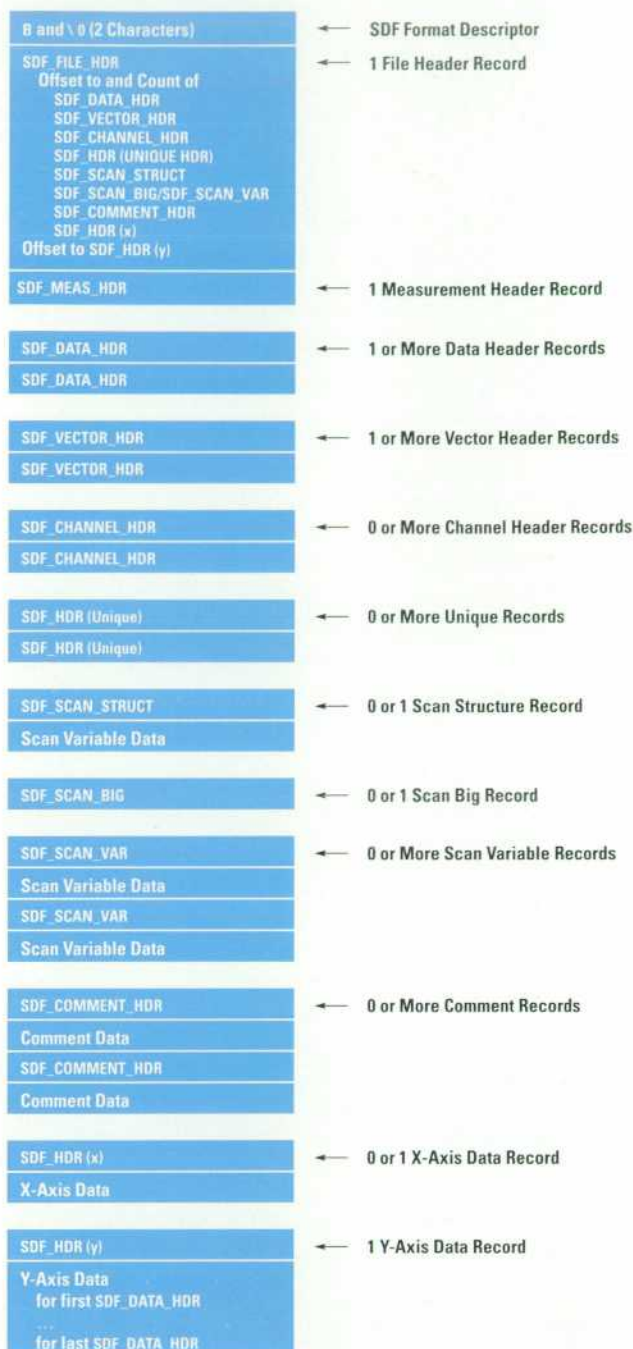 B and \0 (2 Characters)
SDF Format Descriptor
SDF_FILE_HDR
1 File Header Record
Offset to and Count of
SDF_DATA_HDR
SDF_VECTOR_HDR
SDF_CHANNEL_HDR
SDF_HDR (UNIQUE HDR)
SDF_SCAN_STRUCT
SDF_SCAN_BIG/SDF_SCAN_VAR
SDF_COMMENT_HDR
SDF_HDR (x)
Offset to SDF_HDR (y)
SDF_MEAS_HDR
1 Measurement Header Record
SDF_DATA_HDR
1 or More Data Header Records
SDF_DATA_HDR
SDF_VECTOR_HDR
1 or More Vector Header Records
SDF_VECTOR_HDR
SDF_CHANNEL_HDR
0 or More Channel Header Records
SDF_CHANNEL_HDR
SDF_HDR (Unique)
0 or More Unique Records
SDF_HDR (Unique)
SDF_SCAN_STRUCT
0 or 1 Scan Structure Record
Scan Variable Data
SDF_SCAN_BIG
0 or 1 Scan Big Record
SDF_SCAN_VAR
0 or More Scan Variable Records
Scan Variable Data
SDF_SCAN_VAR
Scan Variable Data
SDF_COMMENT_HDR
0 or More Comment Records
Comment Data
SDF_COMMENT_HDR
Comment Data
SDF_HDR (x)
0 or 1 X-Axis Data Record
X-Axis Data
SDF_HDR (y)
1 Y-Axis Data Record
Y-Axis Data
for first SDF_DATA_HDR
...
for last SDF_DATA_HDR